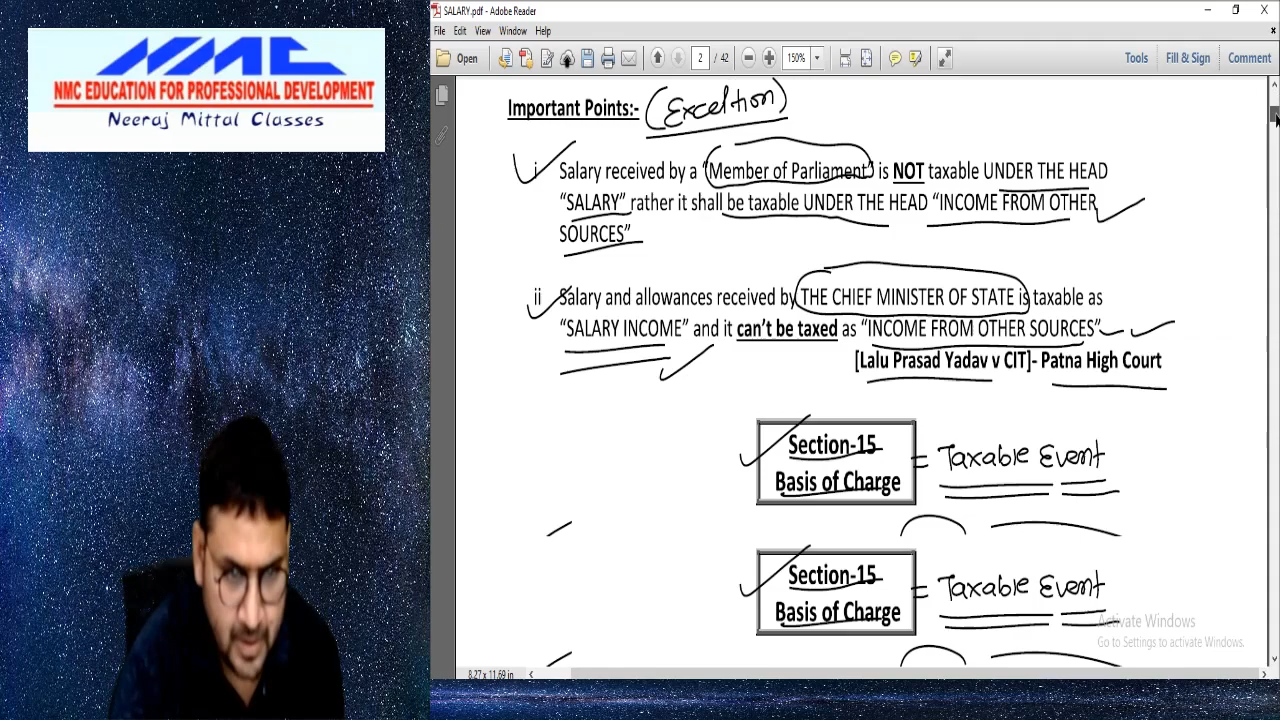 SALARY.pdf - Adobe Reader
File Edit View Window Help
Open 2 / 42 150% Tools Fill & Sign Comment
NMC
NMC EDUCATION FOR PROFESSIONAL DEVELOPMENT
Neeraj Mittal Classes
Important Points:- (Exceltion)
i Salary received by a "Member of Parliament" is NOT taxable UNDER THE HEAD
"SALARY" rather it shall be taxable UNDER THE HEAD "INCOME FROM OTHER
SOURCES"
ii Salary and allowances received by THE CHIEF MINISTER OF STATE is taxable as
"SALARY INCOME" and it can't be taxed as "INCOME FROM OTHER SOURCES"
[Lalu Prasad Yadav v CIT]- Patna High Court
Section-15
Basis of Charge = Taxable Event
Section-15
Basis of Charge = Taxable Event
Activate Windows
Go to Settings to activate Windows.
8.27 x 11.69 in